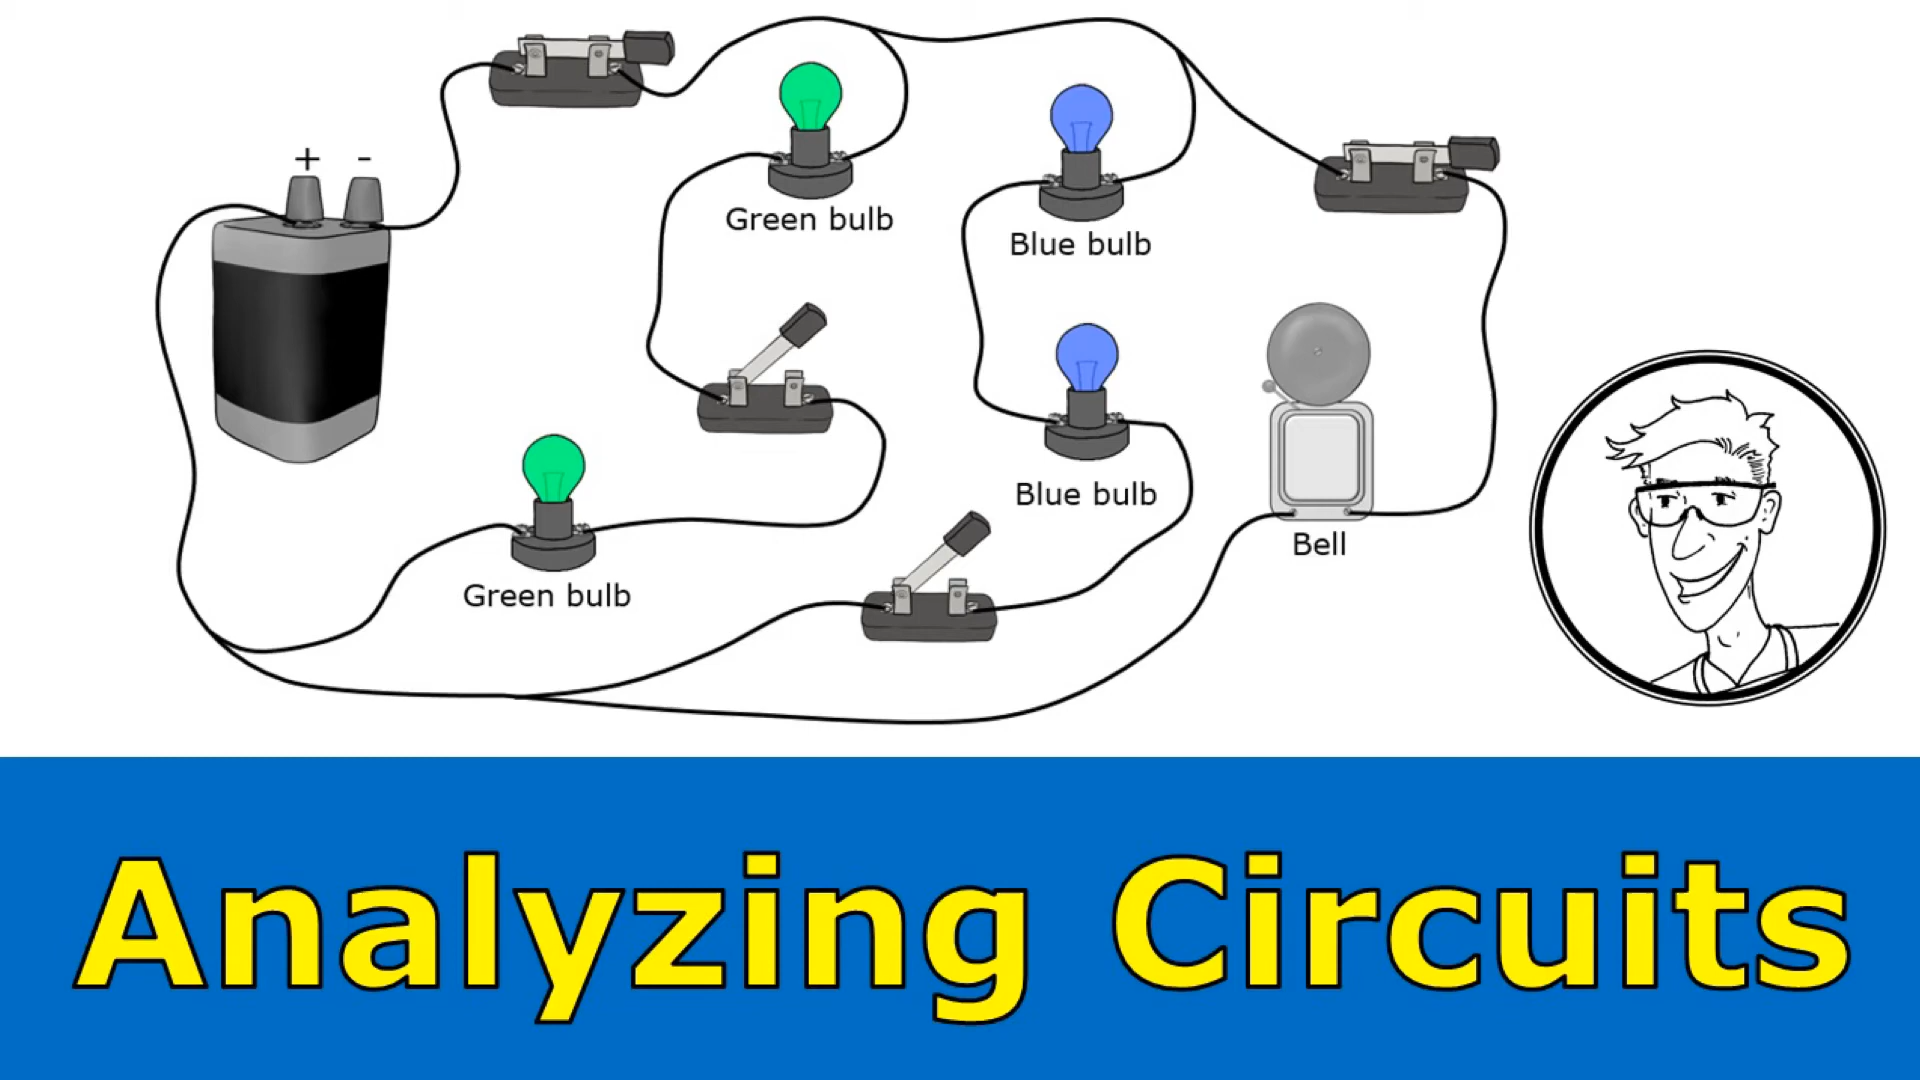 + -
Green bulb
Blue bulb
Blue bulb
Bell
Green bulb
Analyzing Circuits